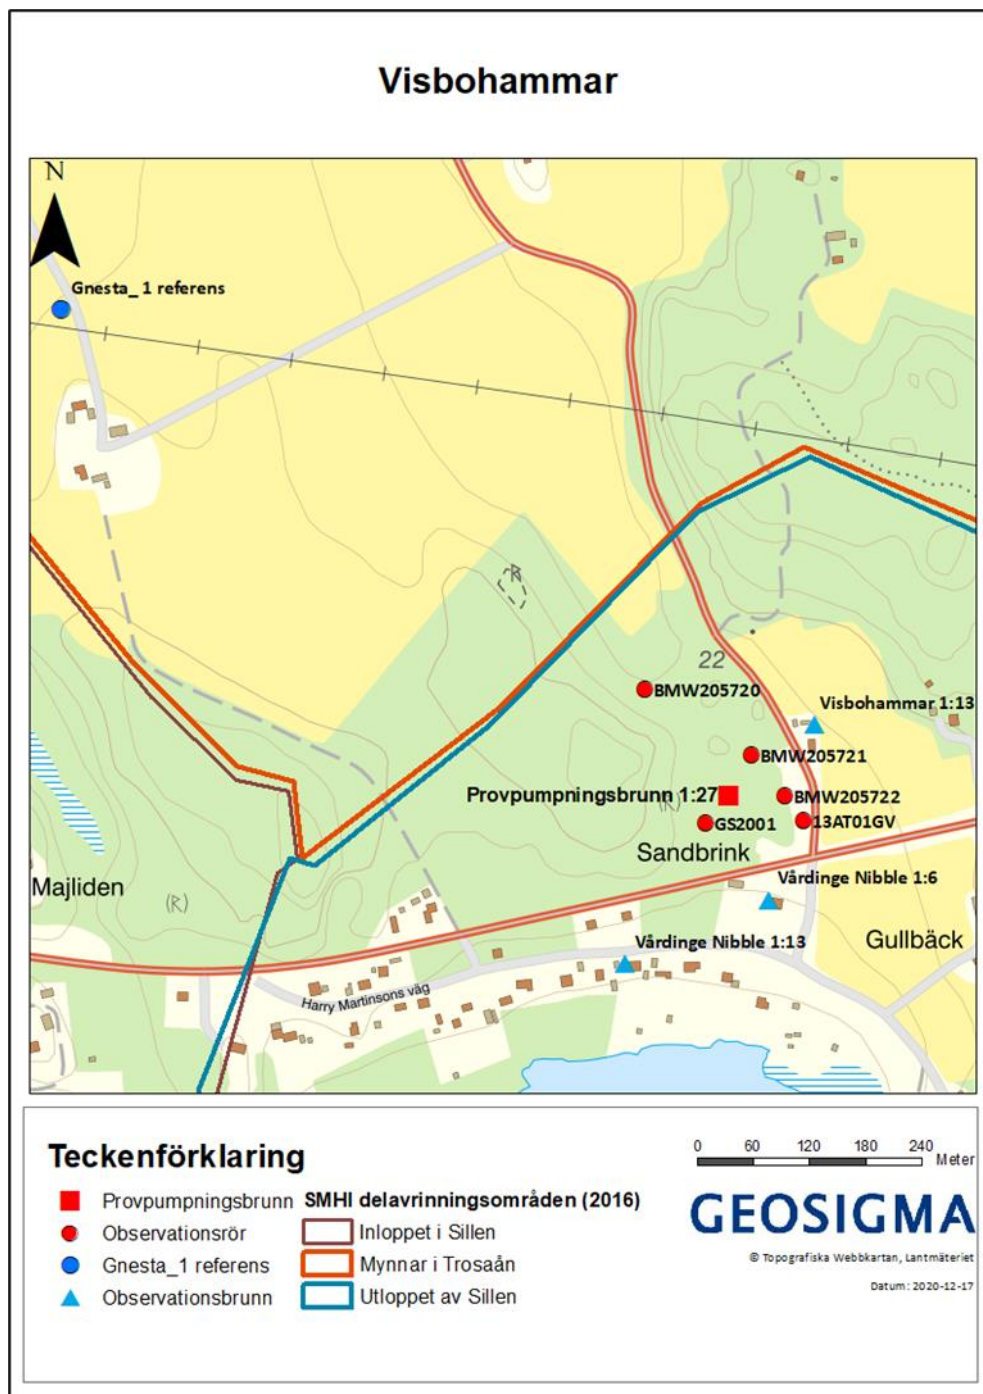 Visbohammar
N
Gnesta_ 1 referens
22
BMW205720
Visbohammar 1:13
BMW205721
Provpumpningsbrunn 1:27
(R)
BMW205722
GS2001
13AT01GV
Sandbrink
Majliden
(R)
Vårdinge Nibble 1:6
Vårdinge Nibble 1:13
Gullbäck
Harry Martinsons väg
R
Teckenförklaring
Provpumpningsbrunn
Observationsrör
Gnesta_1 referens
Observationsbrunn
SMHI delavrinningsområden (2016)
Inloppet i Sillen
Mynnar i Trosaån
Utloppet av Sillen
0 60 120 180 240
Meter
GEOSIGMA
© Topografiska Webbkartan, Lantmäteriet
Datum: 2020-12-17